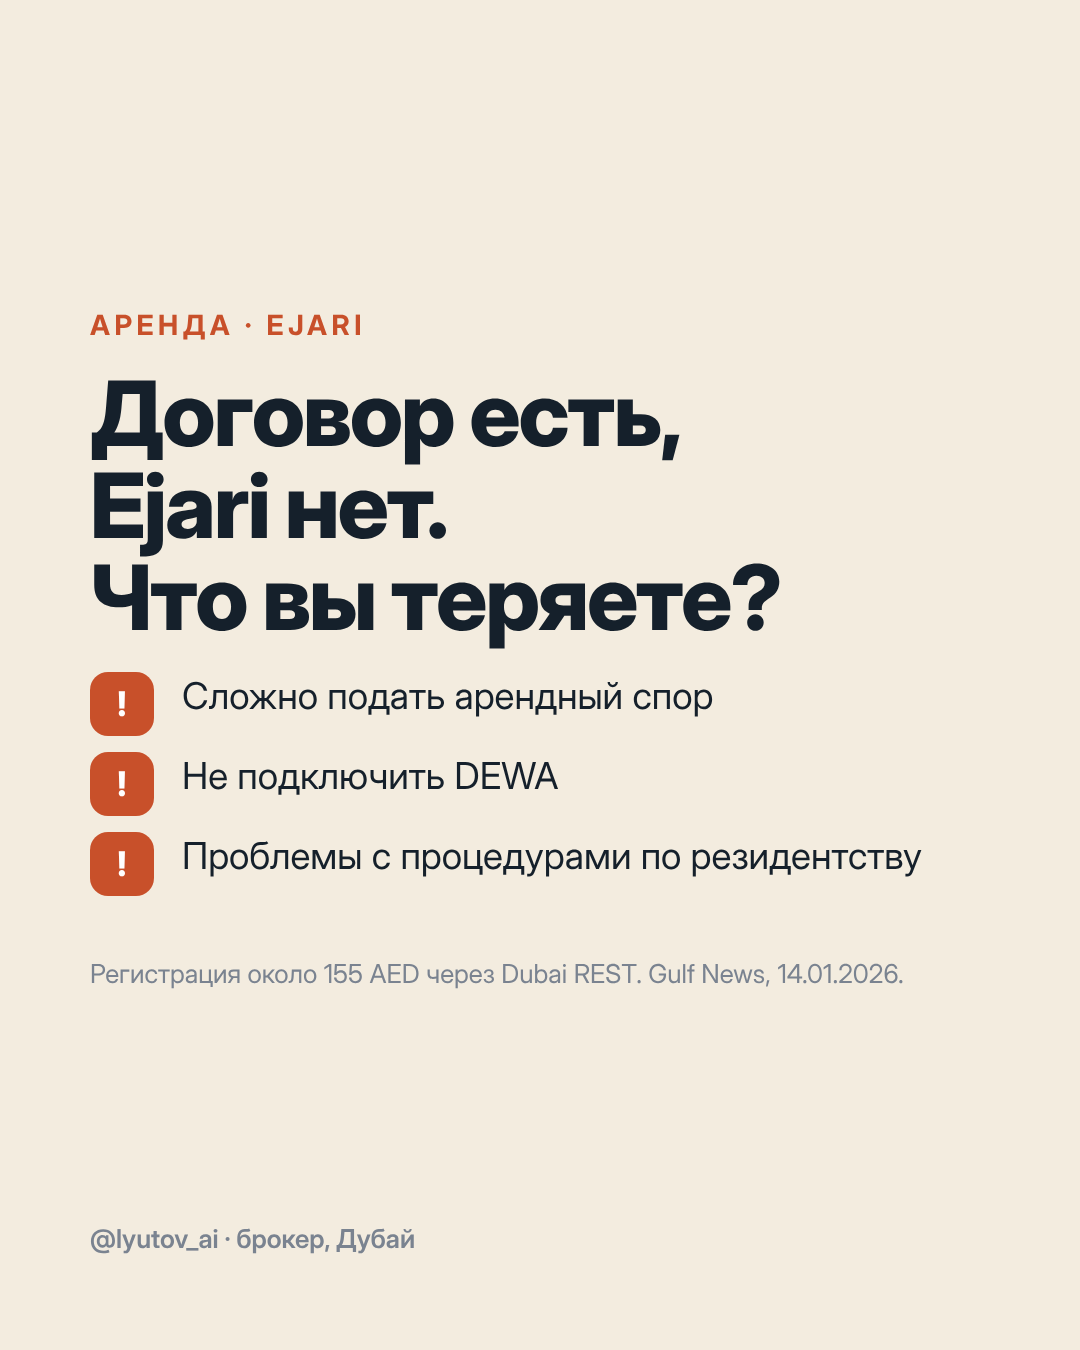 АРЕНДА · EJARI
Договор есть,
Ejari нет.
Что вы теряете?
! Сложно подать арендный спор
! Не подключить DEWA
! Проблемы с процедурами по резидентству
Регистрация около 155 AED через Dubai REST. Gulf News, 14.01.2026.
@lyutov_ai · брокер, Дубай